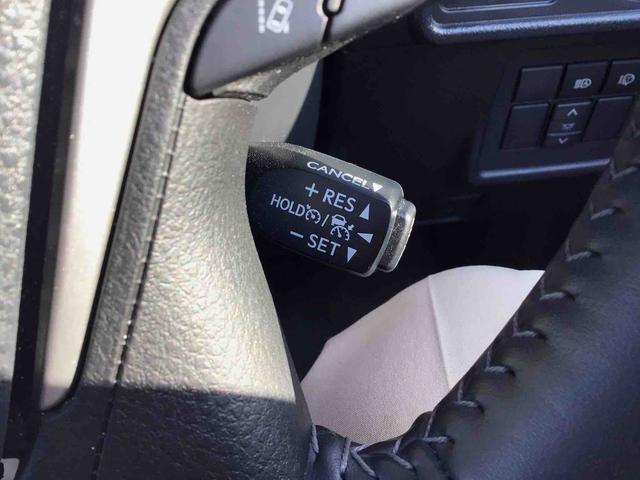 CANCEL
+ RES
HOLD /
− SET